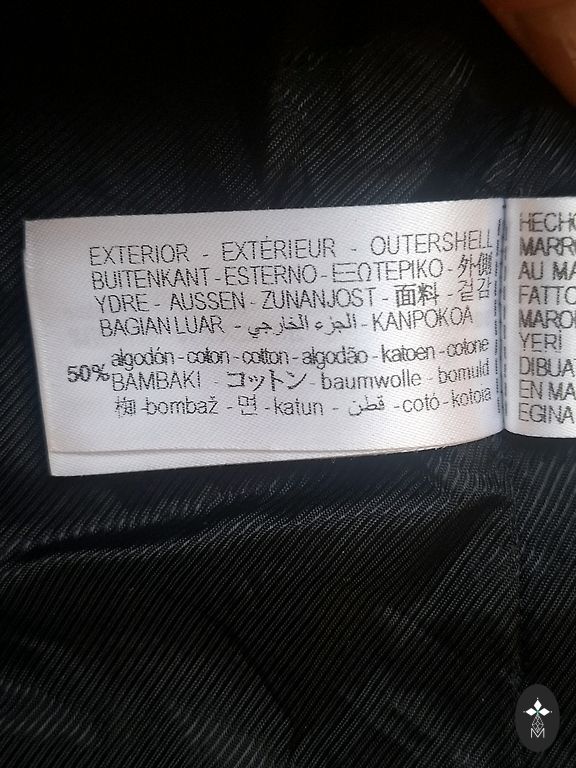 EXTERIOR - EXTÉRIEUR - OUTERSHELL
BUITENKANT - ESTERNO - ΕΞΩΤΕΡΙΚΟ - 外側
YDRE - AUSSEN - ZUNANJOST - 面料 - 겉감
BAGIAN LUAR - الجزء الخارجي - KANPOKOA
50% algodón - coton - cotton - algodão - katoen - cotone
BAMBAKI - コットン - baumwolle - bomuld
棉 - bombaž - 면 - katun - قطن - cotó - kotoia
HECHO
MARR
AU MA
FATTO
MARO
YERI
DIBUA
EN MA
EGINA
M